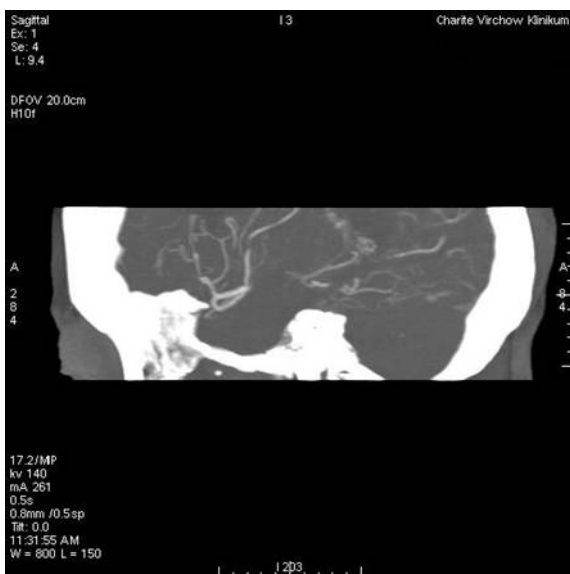 Sagittal
Ex: 1
Se: 4
L: 9.4
I 3
Charite Virchow Klinikum
DFOV 20.0cm
H10f
A
2
8
4
A
8
4
17.2/MP
kv 140
mA 261
0.5s
0.8mm /0.5sp
Tilt: 0.0
11:31:55 AM
W = 800 L = 150
I 203